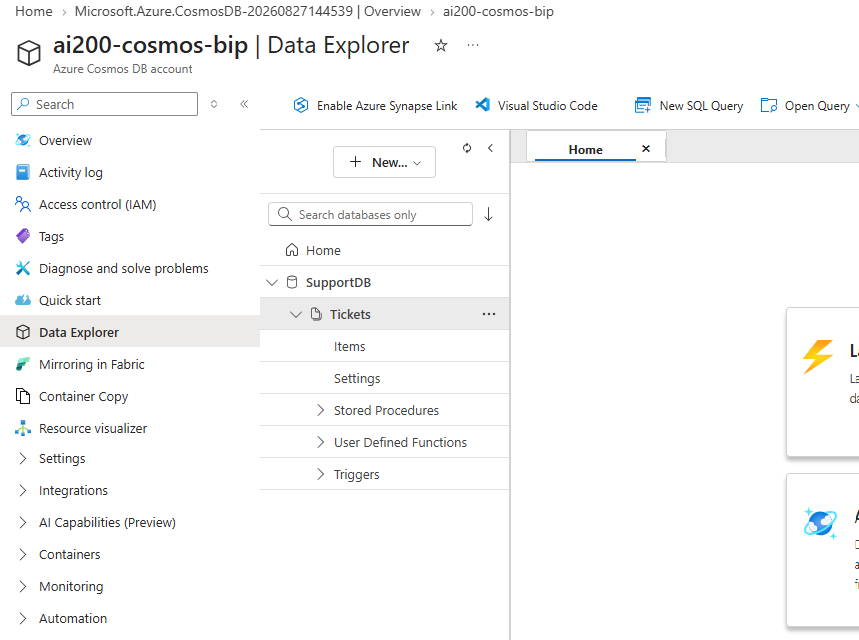 Home > Microsoft.Azure.CosmosDB-20260827144539 | Overview > ai200-cosmos-bip
ai200-cosmos-bip | Data Explorer
Azure Cosmos DB account
Search
Enable Azure Synapse Link
Visual Studio Code
New SQL Query
Open Query
Overview
Activity log
Access control (IAM)
Tags
Diagnose and solve problems
Quick start
Data Explorer
Mirroring in Fabric
Container Copy
Resource visualizer
Settings
Integrations
AI Capabilities (Preview)
Containers
Monitoring
Automation
New...
Search databases only
Home
SupportDB
Tickets
Items
Settings
Stored Procedures
User Defined Functions
Triggers
Home